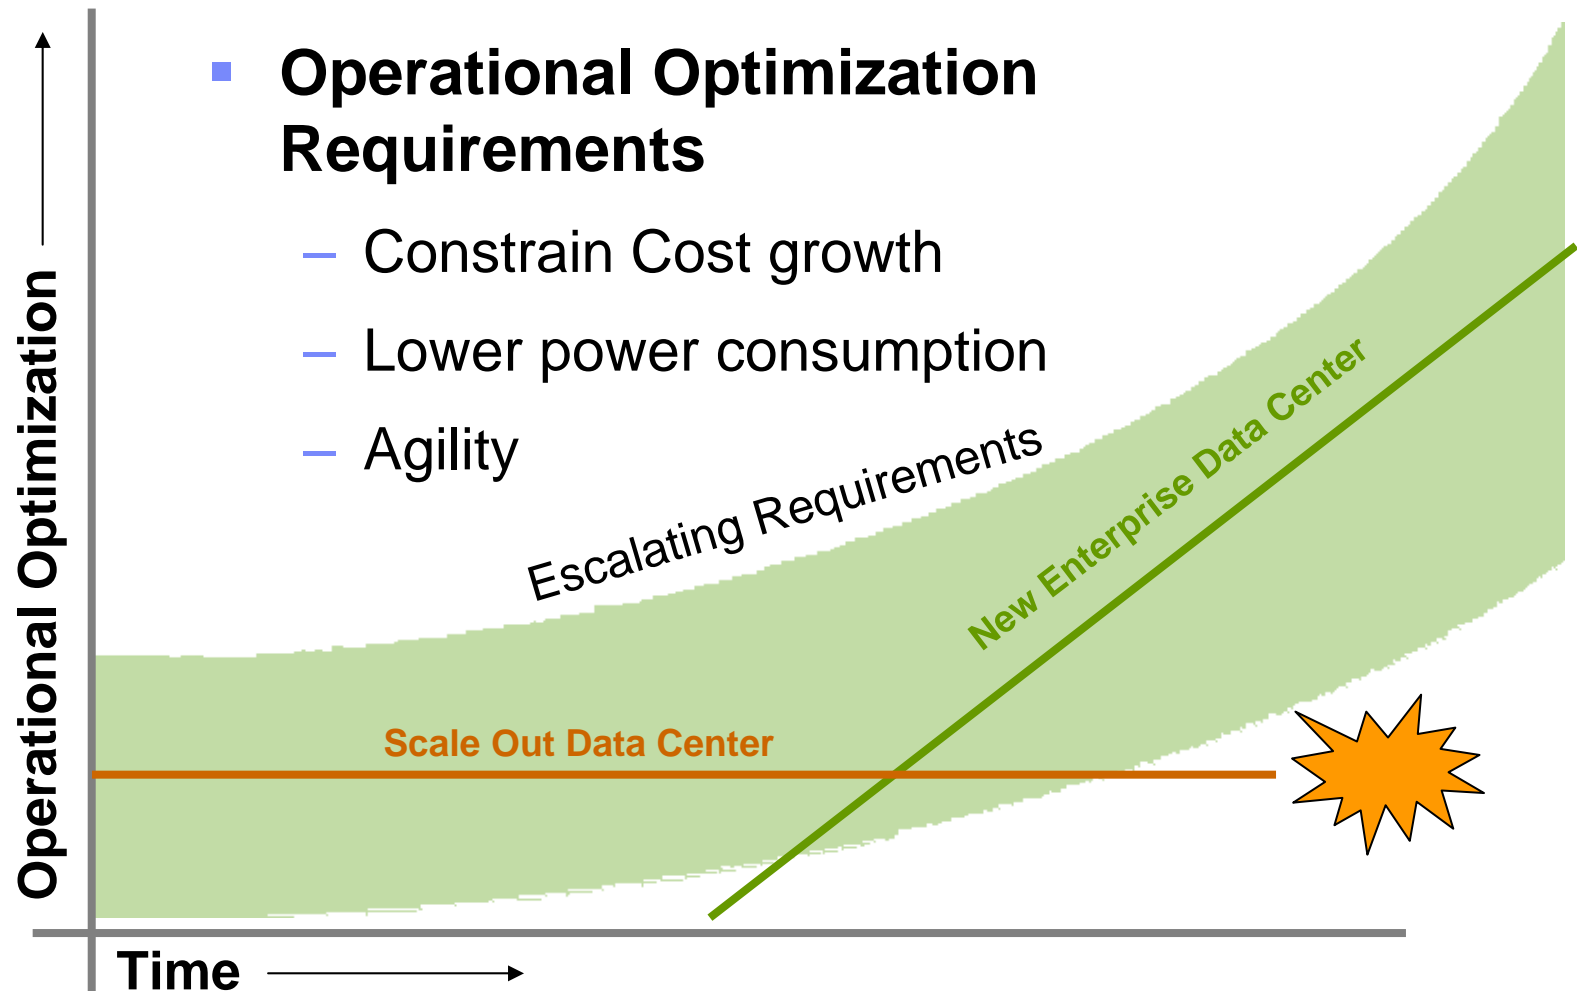 Operational Optimization
Requirements
– Constrain Cost growth
– Lower power consumption
– Agility
Escalating Requirements
New Enterprise Data Center
Scale Out Data Center
Operational Optimization
Time